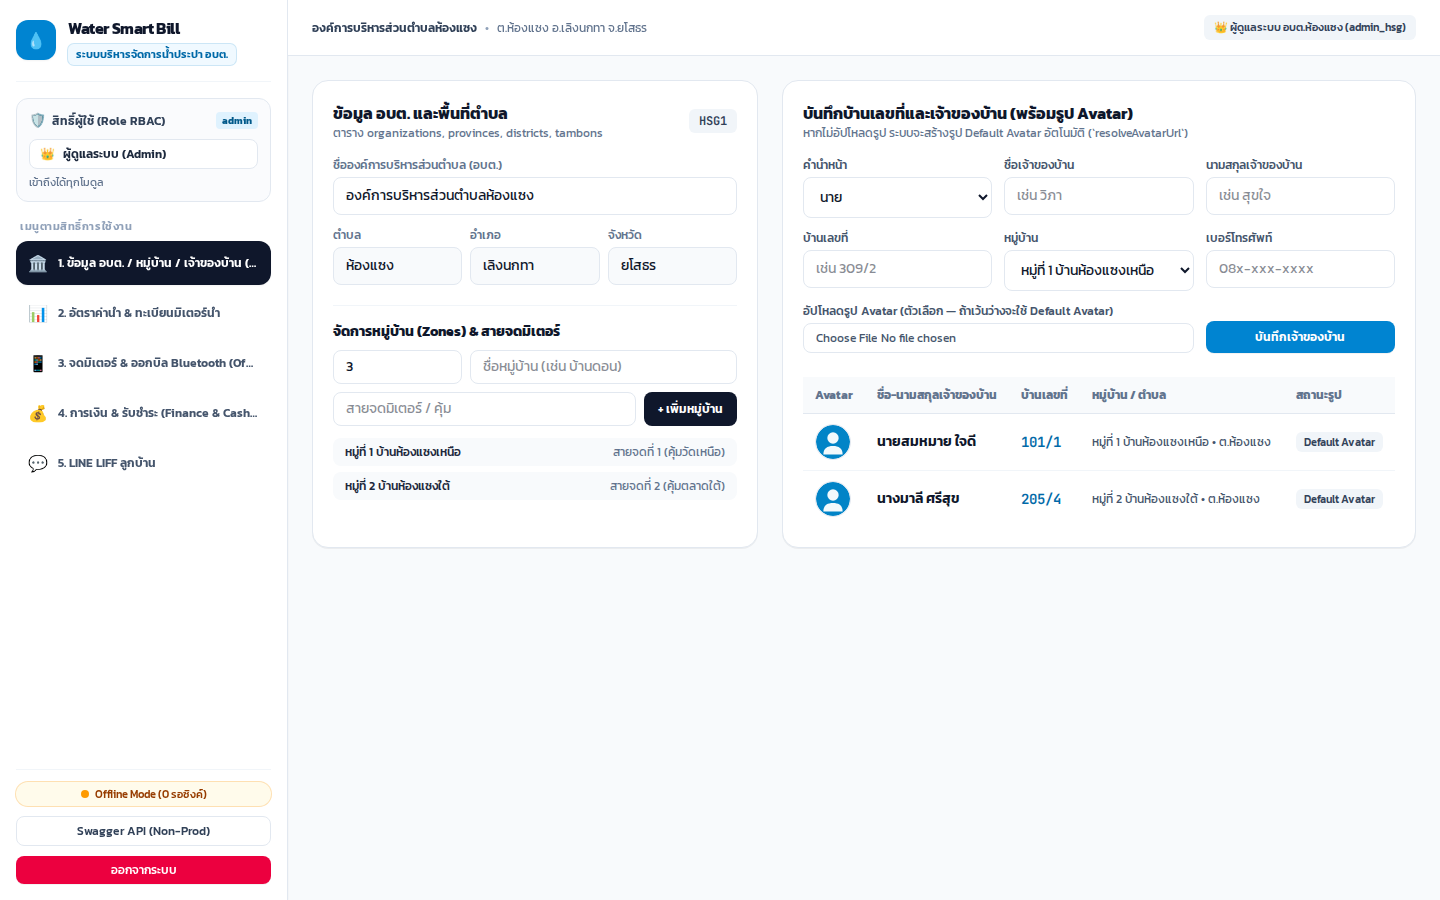 Water Smart Bill
ระบบบริหารจัดการน้ำประปา อบต.
สิทธิ์ผู้ใช้ (Role RBAC)
admin
ผู้ดูแลระบบ (Admin)
เข้าถึงได้ทุกโมดูล
เมนูตามสิทธิ์การใช้งาน
1. ข้อมูล อบต. / หมู่บ้าน / เจ้าของบ้าน (...
2. อัตราค่าน้ำ & ทะเบียนมิเตอร์น้ำ
3. จดมิเตอร์ & ออกบิล Bluetooth (Of...
4. การเงิน & รับชำระ (Finance & Cash...
5. LINE LIFF ลูกบ้าน
Offline Mode (0 รอซิงค์)
Swagger API (Non-Prod)
ออกจากระบบ
องค์การบริหารส่วนตำบลห้องแซง • ต.ห้องแซง อ.เลิงนกทา จ.ยโสธร
ผู้ดูแลระบบ อบต.ห้องแซง (admin_hsg)
ข้อมูล อบต. และพื้นที่ตำบล
ตาราง organizations, provinces, districts, tambons
HSG1
ชื่อองค์การบริหารส่วนตำบล (อบต.)
องค์การบริหารส่วนตำบลห้องแซง
ตำบล อำเภอ จังหวัด
ห้องแซง เลิงนกทา ยโสธร
จัดการหมู่บ้าน (Zones) & สายจดมิเตอร์
3 ชื่อหมู่บ้าน (เช่น บ้านดอน)
สายจดมิเตอร์ / คุ้ม + เพิ่มหมู่บ้าน
หมู่ที่ 1 บ้านห้องแซงเหนือ สายจดที่ 1 (คุ้มวัดเหนือ)
หมู่ที่ 2 บ้านห้องแซงใต้ สายจดที่ 2 (คุ้มตลาดใต้)
บันทึกบ้านเลขที่และเจ้าของบ้าน (พร้อมรูป Avatar)
หากไม่อัปโหลดรูป ระบบจะสร้างรูป Default Avatar อัตโนมัติ (`resolveAvatarUrl`)
คำนำหน้า ชื่อเจ้าของบ้าน นามสกุลเจ้าของบ้าน
นาย เช่น วิภา เช่น สุขใจ
บ้านเลขที่ หมู่บ้าน เบอร์โทรศัพท์
เช่น 309/2 หมู่ที่ 1 บ้านห้องแซงเหนือ 08x-xxx-xxxx
อัปโหลดรูป Avatar (ตัวเลือก — ถ้าเว้นว่างจะใช้ Default Avatar)
Choose File No file chosen บันทึกเจ้าของบ้าน
Avatar ชื่อ-นามสกุลเจ้าของบ้าน บ้านเลขที่ หมู่บ้าน / ตำบล สถานะรูป
นายสมหมาย ใจดี 101/1 หมู่ที่ 1 บ้านห้องแซงเหนือ • ต.ห้องแซง Default Avatar
นางมาลี ศรีสุข 205/4 หมู่ที่ 2 บ้านห้องแซงใต้ • ต.ห้องแซง Default Avatar